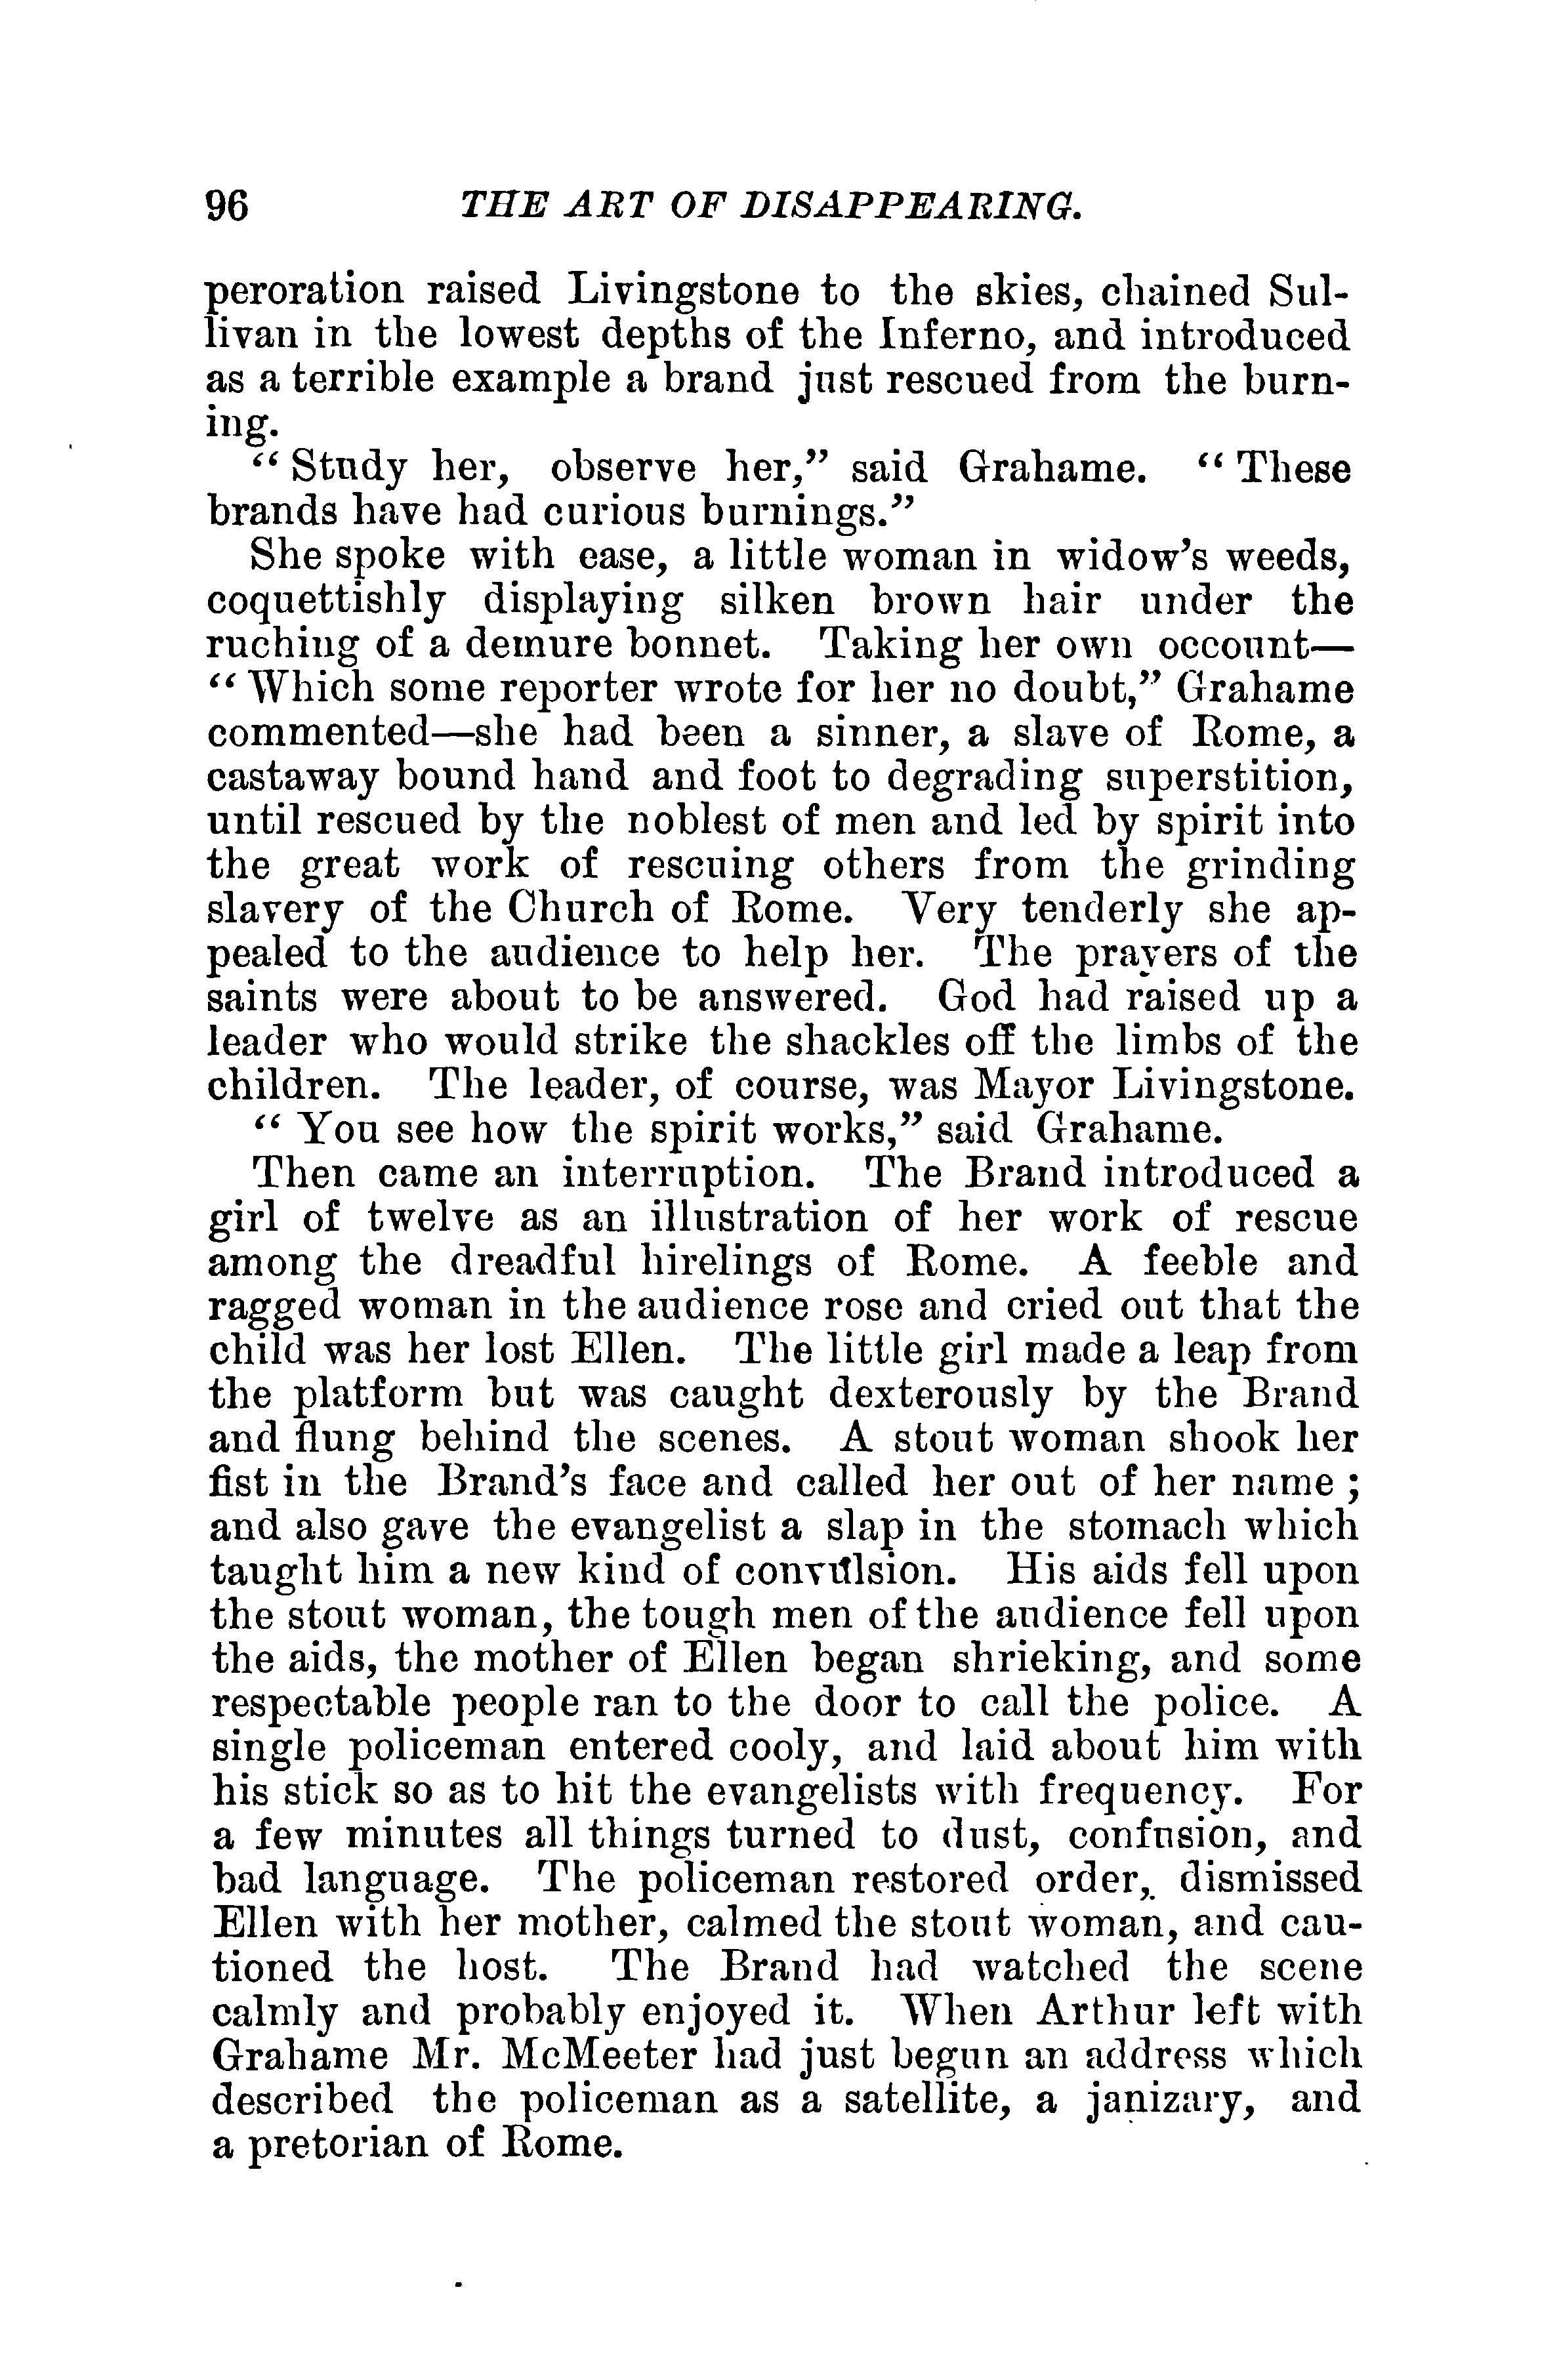 96 THE ART OF DISAPPEARING.
peroration raised Livingstone to the skies, chained Sul-
livan in the lowest depths of the Inferno, and introduced
as a terrible example a brand just rescued from the burn-
ing.
“Study her, observe her,” said Grahame. “These
brands have had curious burnings.”
She spoke with ease, a little woman in widow’s weeds,
coquettishly displaying silken brown hair under the
ruching of a demure bonnet. Taking her own occount—
“Which some reporter wrote for her no doubt,” Grahame
commented—she had been a sinner, a slave of Rome, a
castaway bound hand and foot to degrading superstition,
until rescued by the noblest of men and led by spirit into
the great work of rescuing others from the grinding
slavery of the Church of Rome. Very tenderly she ap-
pealed to the audience to help her. The prayers of the
saints were about to be answered. God had raised up a
leader who would strike the shackles off the limbs of the
children. The leader, of course, was Mayor Livingstone.
“You see how the spirit works,” said Grahame.
Then came an interruption. The Brand introduced a
girl of twelve as an illustration of her work of rescue
among the dreadful hirelings of Rome. A feeble and
ragged woman in the audience rose and cried out that the
child was her lost Ellen. The little girl made a leap from
the platform but was caught dexterously by the Brand
and flung behind the scenes. A stout woman shook her
fist in the Brand’s face and called her out of her name;
and also gave the evangelist a slap in the stomach which
taught him a new kind of convulsion. His aids fell upon
the stout woman, the tough men of the audience fell upon
the aids, the mother of Ellen began shrieking, and some
respectable people ran to the door to call the police. A
single policeman entered cooly, and laid about him with
his stick so as to hit the evangelists with frequency. For
a few minutes all things turned to dust, confusion, and
bad language. The policeman restored order, dismissed
Ellen with her mother, calmed the stout woman, and cau-
tioned the host. The Brand had watched the scene
calmly and probably enjoyed it. When Arthur left with
Grahame Mr. McMeeter had just begun an address which
described the policeman as a satellite, a janizary, and
a pretorian of Rome.